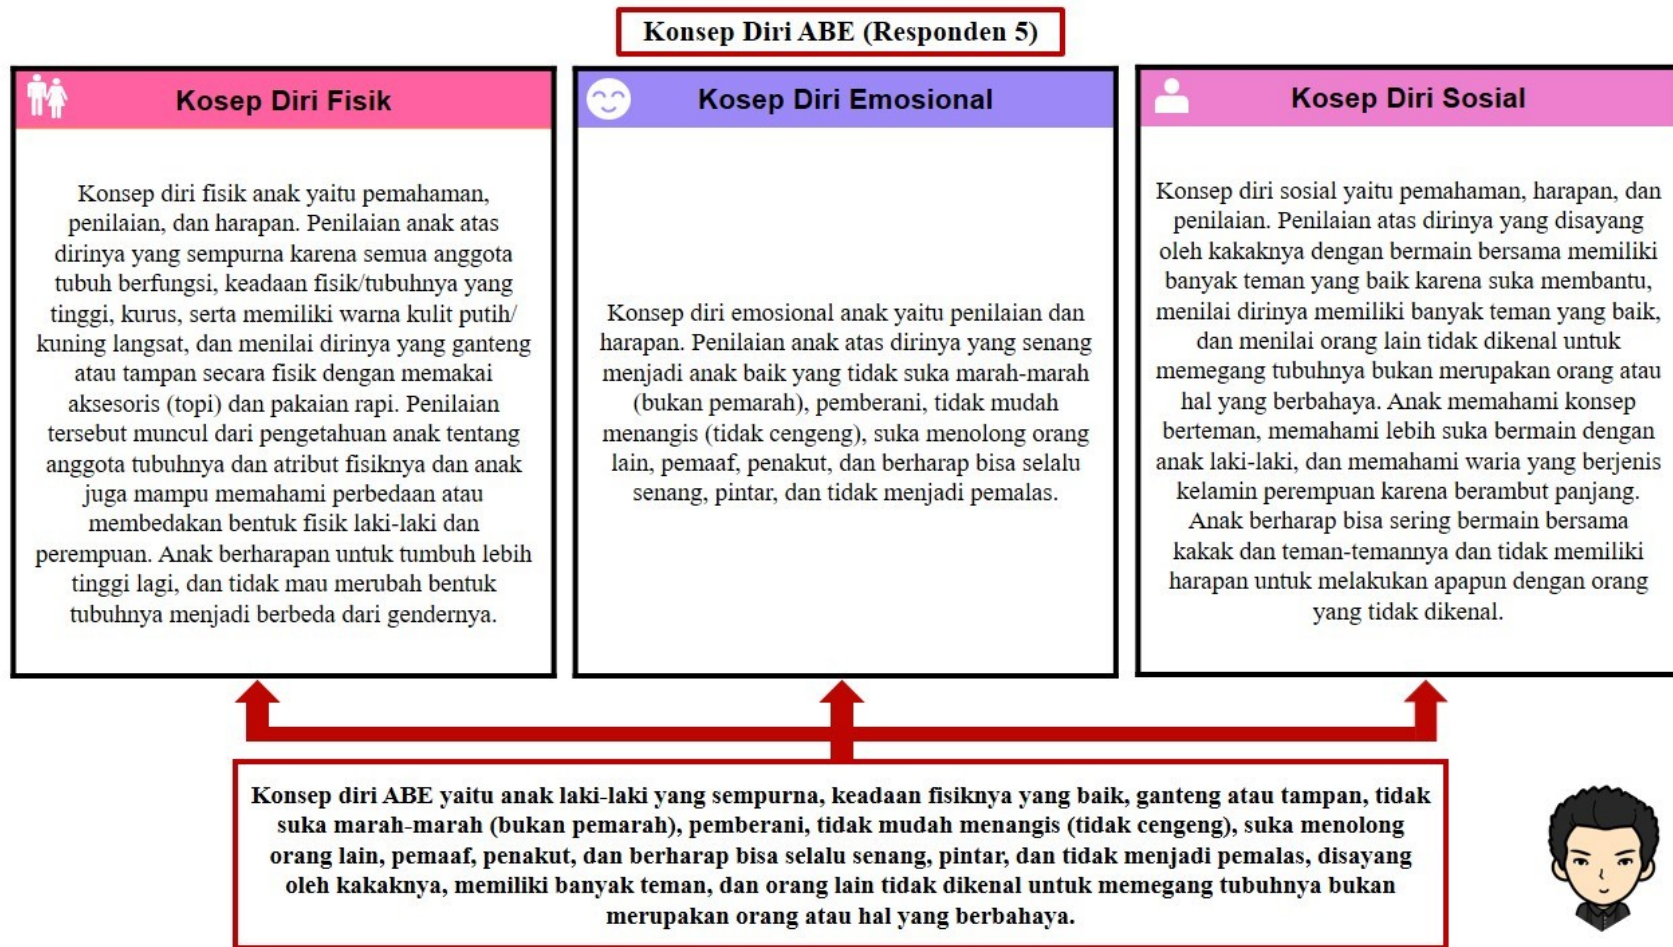 Konsep Diri ABE (Responden 5)
Kosep Diri Fisik
Konsep diri fisik anak yaitu pemahaman,
penilaian, dan harapan. Penilaian anak atas
dirinya yang sempurna karena semua anggota
tubuh berfungsi, keadaan fisik/tubuhnya yang
tinggi, kurus, serta memiliki warna kulit putih/
kuning langsat, dan menilai dirinya yang ganteng
atau tampan secara fisik dengan memakai
aksesoris (topi) dan pakaian rapi. Penilaian
tersebut muncul dari pengetahuan anak tentang
anggota tubuhnya dan atribut fisiknya dan anak
juga mampu memahami perbedaan atau
membedakan bentuk fisik laki-laki dan
perempuan. Anak berharapan untuk tumbuh lebih
tinggi lagi, dan tidak mau merubah bentuk
tubuhnya menjadi berbeda dari gendernya.
Kosep Diri Emosional
Konsep diri emosional anak yaitu penilaian dan
harapan. Penilaian anak atas dirinya yang senang
menjadi anak baik yang tidak suka marah-marah
(bukan pemarah), pemberani, tidak mudah
menangis (tidak cengeng), suka menolong orang
lain, pemaaf, penakut, dan berharap bisa selalu
senang, pintar, dan tidak menjadi pemalas.
Kosep Diri Sosial
Konsep diri sosial yaitu pemahaman, harapan, dan
penilaian. Penilaian atas dirinya yang disayang
oleh kakaknya dengan bermain bersama memiliki
banyak teman yang baik karena suka membantu,
menilai dirinya memiliki banyak teman yang baik,
dan menilai orang lain tidak dikenal untuk
memegang tubuhnya bukan merupakan orang atau
hal yang berbahaya. Anak memahami konsep
berteman, memahami lebih suka bermain dengan
anak laki-laki, dan memahami waria yang berjenis
kelamin perempuan karena berambut panjang.
Anak berharap bisa sering bermain bersama
kakak dan teman-temannya dan tidak memiliki
harapan untuk melakukan apapun dengan orang
yang tidak dikenal.
Konsep diri ABE yaitu anak laki-laki yang sempurna, keadaan fisiknya yang baik, ganteng atau tampan, tidak
suka marah-marah (bukan pemarah), pemberani, tidak mudah menangis (tidak cengeng), suka menolong
orang lain, pemaaf, penakut, dan berharap bisa selalu senang, pintar, dan tidak menjadi pemalas, disayang
oleh kakaknya, memiliki banyak teman, dan orang lain tidak dikenal untuk memegang tubuhnya bukan
merupakan orang atau hal yang berbahaya.